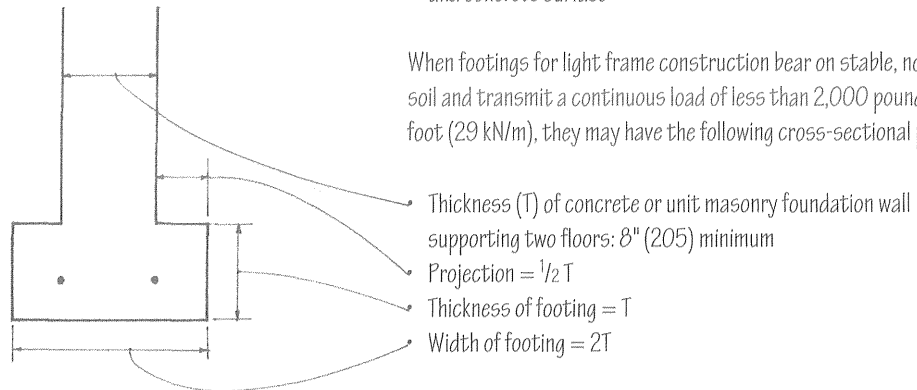 When footings for light frame construction bear on stable,
soil and transmit a continuous load of less than 2,000
foot (29 kN/m), they may have the following cross-sectional
• Thickness (T) of concrete or unit masonry foundation wall
supporting two floors: 8" (205) minimum
• Projection = 1/2 T
• Thickness of footing = T
• Width of footing = 2T